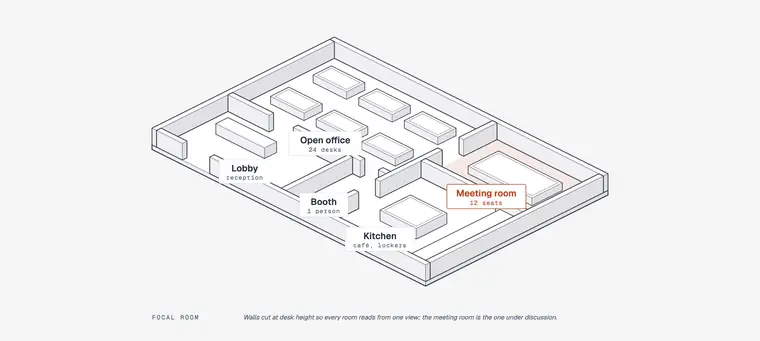 Open office
24 desks
Lobby
reception
Meeting room
12 seats
Booth
1 person
Kitchen
café, lockers
FOCAL ROOM
Walls cut at desk height so every room reads from one view; the meeting room is the one under discussion.